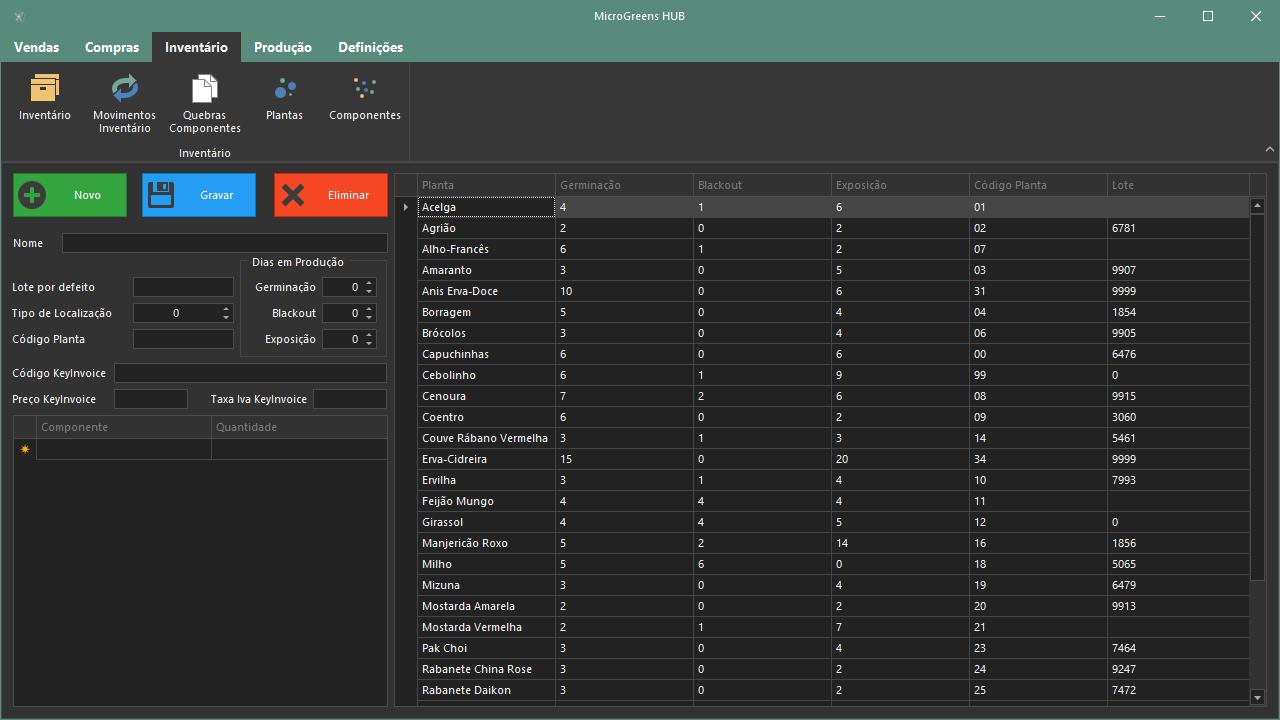 MicroGreens HUB
Vendas Compras Inventário Produção Definições
Inventário Movimentos Inventário Quebras Componentes Plantas Componentes
Inventário
Novo Gravar Eliminar
Nome
Dias em Produção
Lote por defeito Germinação 0
Tipo de Localização 0 Blackout 0
Código Planta Exposição 0
Código KeyInvoice
Preço KeyInvoice Taxa Iva KeyInvoice
Componente Quantidade
Planta Germinação Blackout Exposição Código Planta Lote
Acelga 4 1 6 01
Agrião 2 0 2 02 6781
Alho-Francês 6 1 2 07
Amaranto 3 0 5 03 9907
Anis Erva-Doce 10 0 6 31 9999
Borragem 5 0 4 04 1854
Brócolos 3 0 4 06 9905
Capuchinhas 6 0 6 00 6476
Cebolinho 6 1 9 99 0
Cenoura 7 2 6 08 9915
Coentro 6 0 2 09 3060
Couve Rábano Vermelha 3 1 3 14 5461
Erva-Cidreira 15 0 20 34 9999
Ervilha 3 1 4 10 7993
Feijão Mungo 4 4 4 11
Girassol 4 4 5 12 0
Manjericão Roxo 5 2 14 16 1856
Milho 5 6 0 18 5065
Mizuna 3 0 4 19 6479
Mostarda Amarela 2 0 2 20 9913
Mostarda Vermelha 2 1 7 21
Pak Choi 3 0 4 23 7464
Rabanete China Rose 3 0 2 24 9247
Rabanete Daikon 3 0 2 25 7472